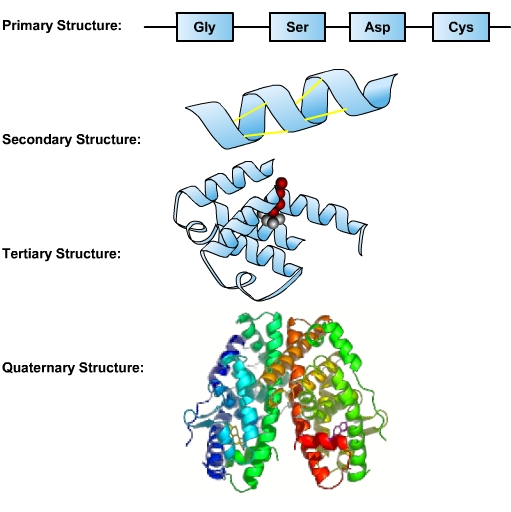 Primary Structure: Gly Ser Asp Cys
Secondary Structure:
Tertiary Structure:
Quaternary Structure: